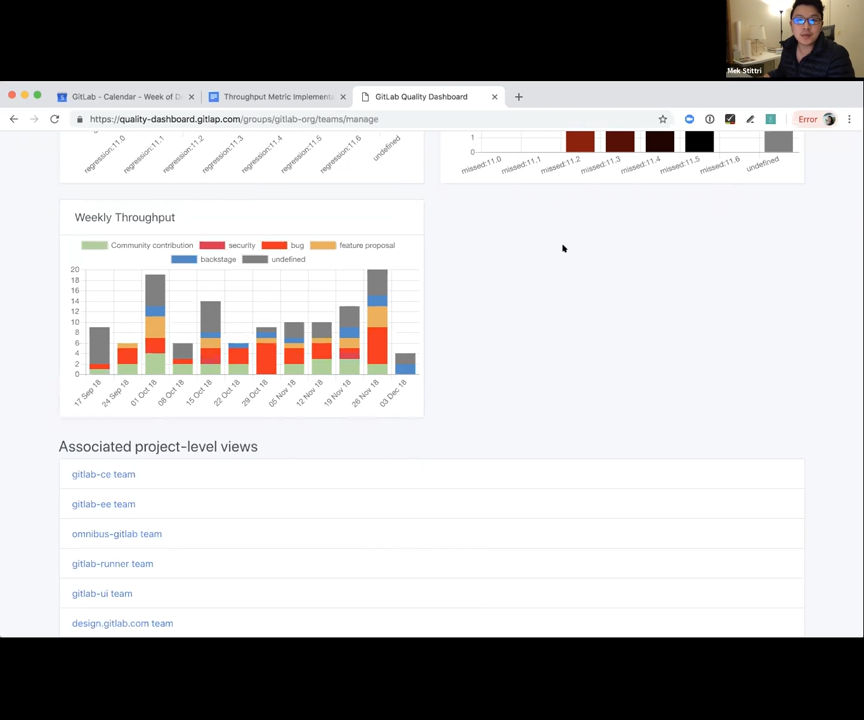 Mek Stittri
GitLab - Calendar - Week of D
Throughput Metric Implementa
GitLab Quality Dashboard
https://quality-dashboard.gitlap.com/groups/gitlab-org/teams/manage
Error
regression:11.0
regression:11.1
regression:11.2
regression:11.3
regression:11.4
regression:11.5
regression:11.6
undefined
1
0
missed:11.0
missed:11.1
missed:11.2
missed:11.3
missed:11.4
missed:11.5
missed:11.6
undefined
Weekly Throughput
Community contribution security bug feature proposal
backstage undefined
20
18
16
14
12
10
8
6
4
2
0
17 Sep 18
24 Sep 18
01 Oct 18
08 Oct 18
15 Oct 18
22 Oct 18
29 Oct 18
05 Nov 18
12 Nov 18
19 Nov 18
26 Nov 18
03 Dec 18
Associated project-level views
gitlab-ce team
gitlab-ee team
omnibus-gitlab team
gitlab-runner team
gitlab-ui team
design.gitlab.com team